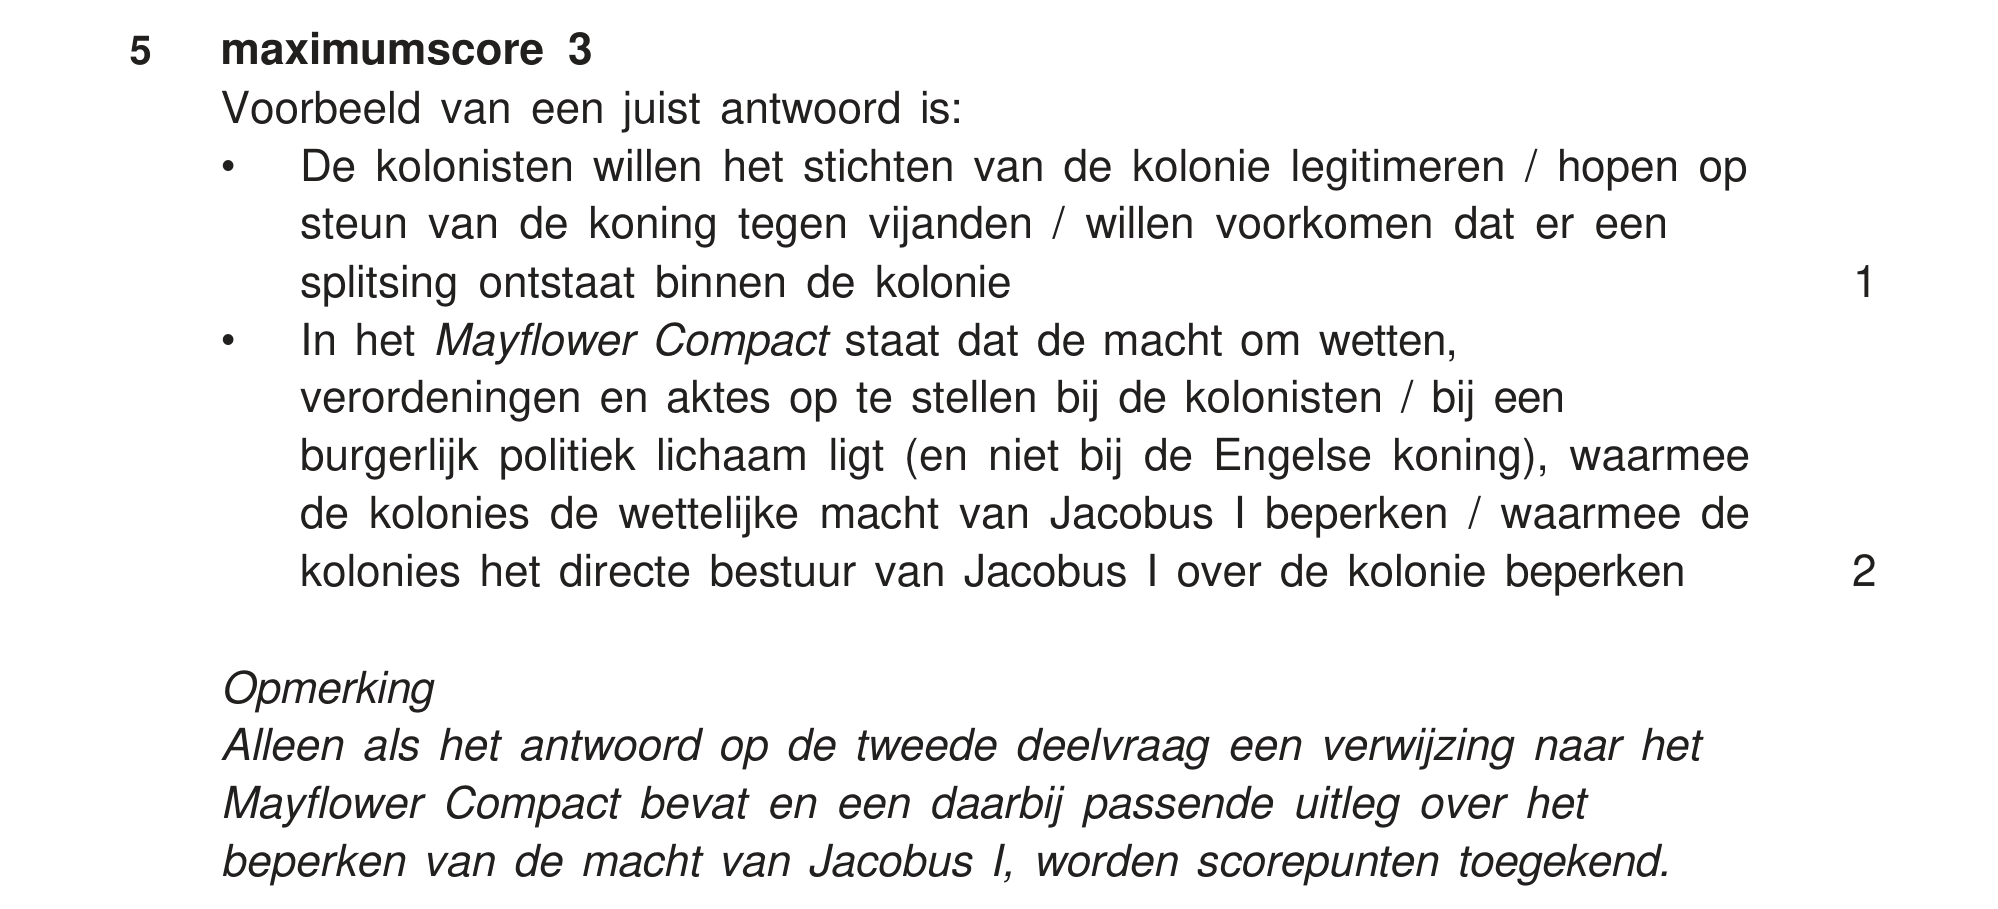 5 maximumscore 3
Voorbeeld van een juist antwoord is:
• De kolonisten willen het stichten van de kolonie legitimeren / hopen op
steun van de koning tegen vijanden / willen voorkomen dat er een
splitsing ontstaat binnen de kolonie 1
• In het Mayflower Compact staat dat de macht om wetten,
verordeningen en aktes op te stellen bij de kolonisten / bij een
burgerlijk politiek lichaam ligt (en niet bij de Engelse koning), waarmee
de kolonies de wettelijke macht van Jacobus I beperken / waarmee de
kolonies het directe bestuur van Jacobus I over de kolonie beperken 2
Opmerking
Alleen als het antwoord op de tweede deelvraag een verwijzing naar het
Mayflower Compact bevat en een daarbij passende uitleg over het
beperken van de macht van Jacobus I, worden scorepunten toegekend.